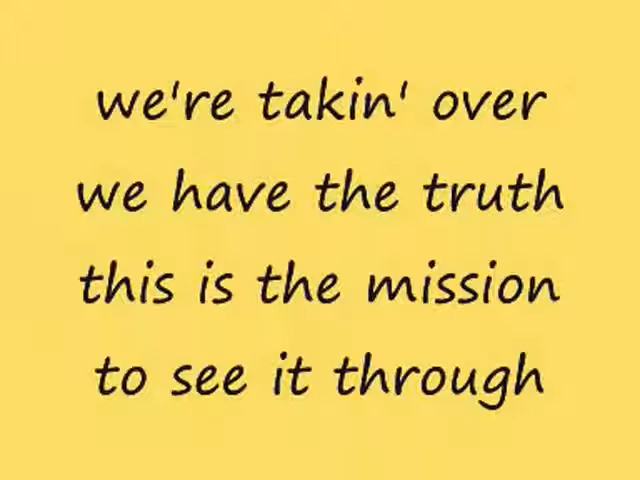 we're takin' over
we have the truth
this is the mission
to see it through